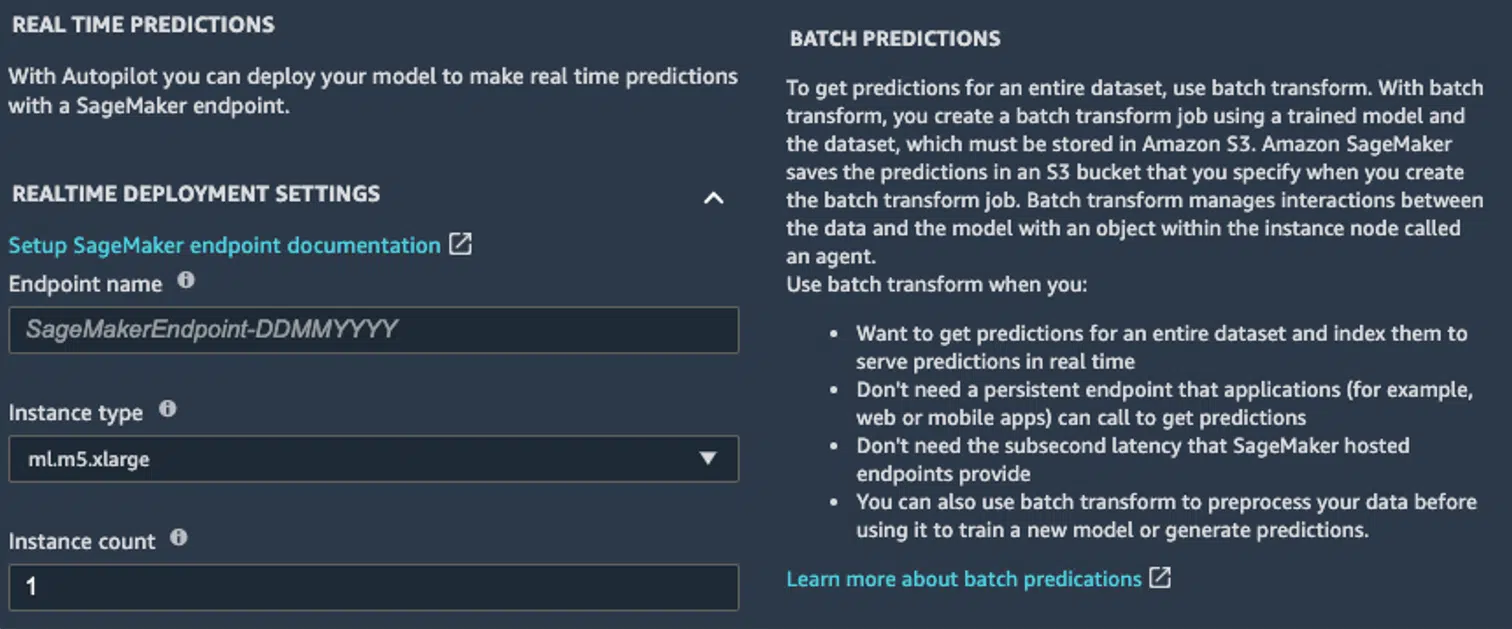 REAL TIME PREDICTIONS
With Autopilot you can deploy your model to make real time predictions
with a SageMaker endpoint.
REALTIME DEPLOYMENT SETTINGS
Setup SageMaker endpoint documentation
Endpoint name
SageMakerEndpoint-DDMMYYYY
Instance type
ml.m5.xlarge
Instance count
1
BATCH PREDICTIONS
To get predictions for an entire dataset, use batch transform. With batch
transform, you create a batch transform job using a trained model and
the dataset, which must be stored in Amazon S3. Amazon SageMaker
saves the predictions in an S3 bucket that you specify when you create
the batch transform job. Batch transform manages interactions between
the data and the model with an object within the instance node called
an agent.
Use batch transform when you:
• Want to get predictions for an entire dataset and index them to
serve predictions in real time
• Don't need a persistent endpoint that applications (for example,
web or mobile apps) can call to get predictions
• Don't need the subsecond latency that SageMaker hosted
endpoints provide
• You can also use batch transform to preprocess your data before
using it to train a new model or generate predictions.
Learn more about batch predications